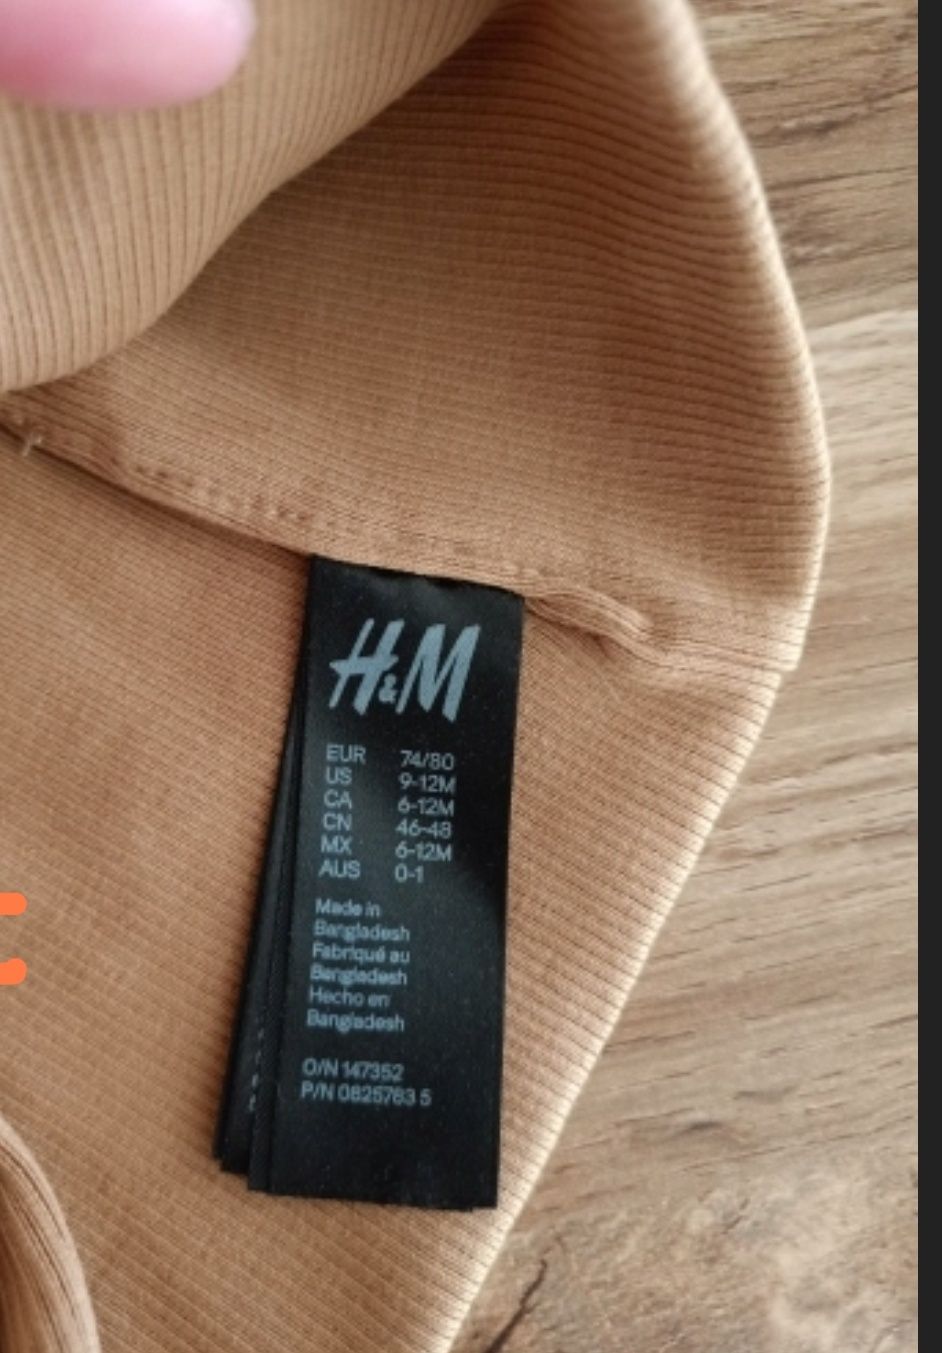 H&M
EUR 74/80
US 9-12M
CA 6-12M
CN 46-48
MX 6-12M
AUS 0-1
Made in
Bangladesh
Fabriqué au
Bangladesh
Hecho en
Bangladesh
O/N 147352
P/N 0825783 5